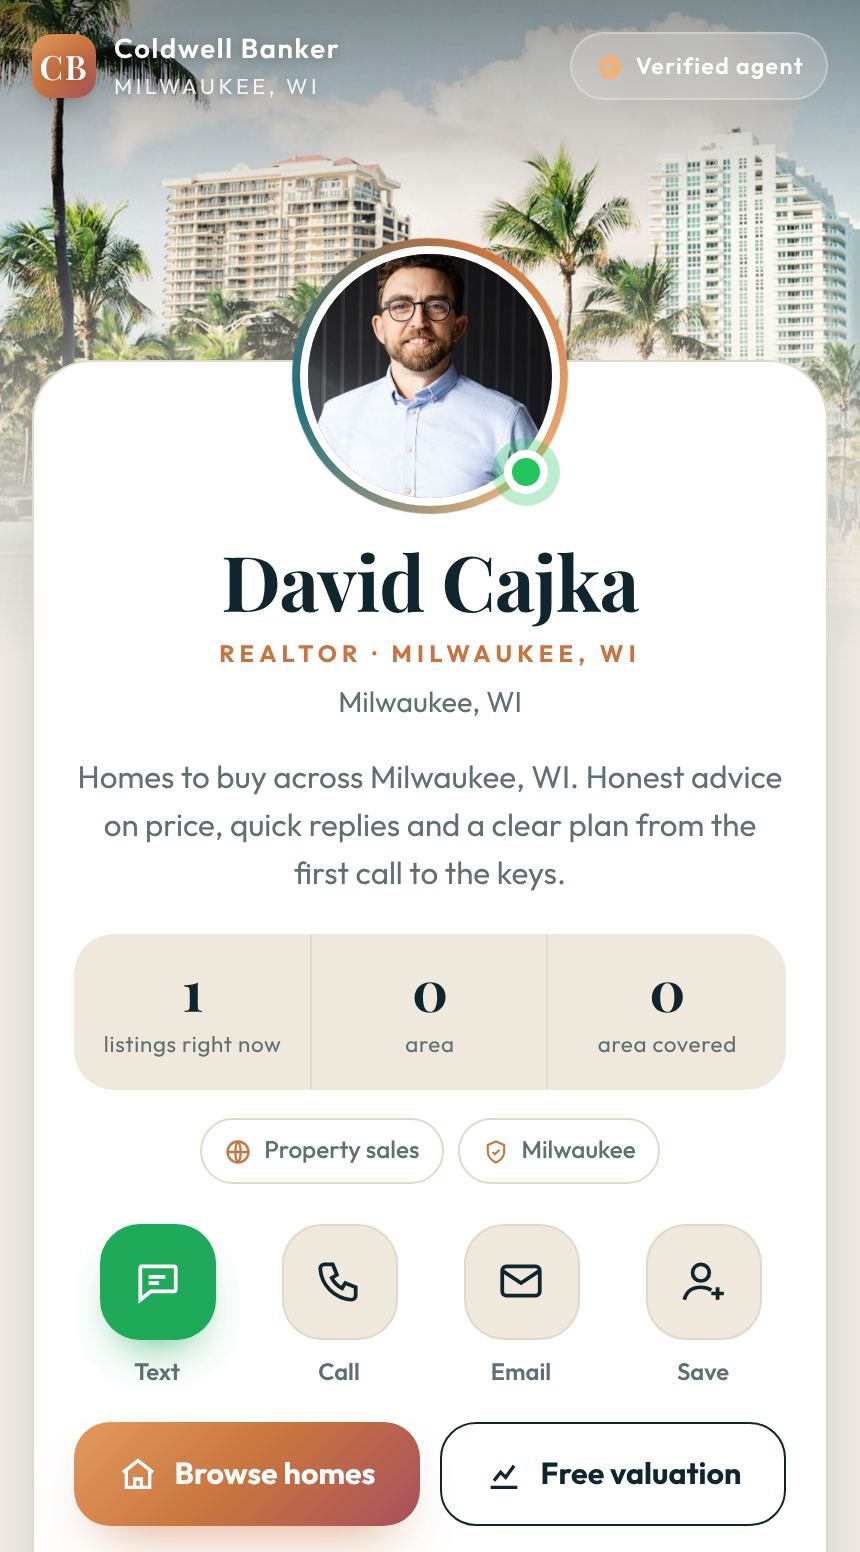 CB
Coldwell Banker
MILWAUKEE, WI
Verified agent
David Cajka
REALTOR · MILWAUKEE, WI
Milwaukee, WI
Homes to buy across Milwaukee, WI. Honest advice
on price, quick replies and a clear plan from the
first call to the keys.
1
listings right now
0
area
0
area covered
Property sales
Milwaukee
Text
Call
Email
Save
Browse homes
Free valuation